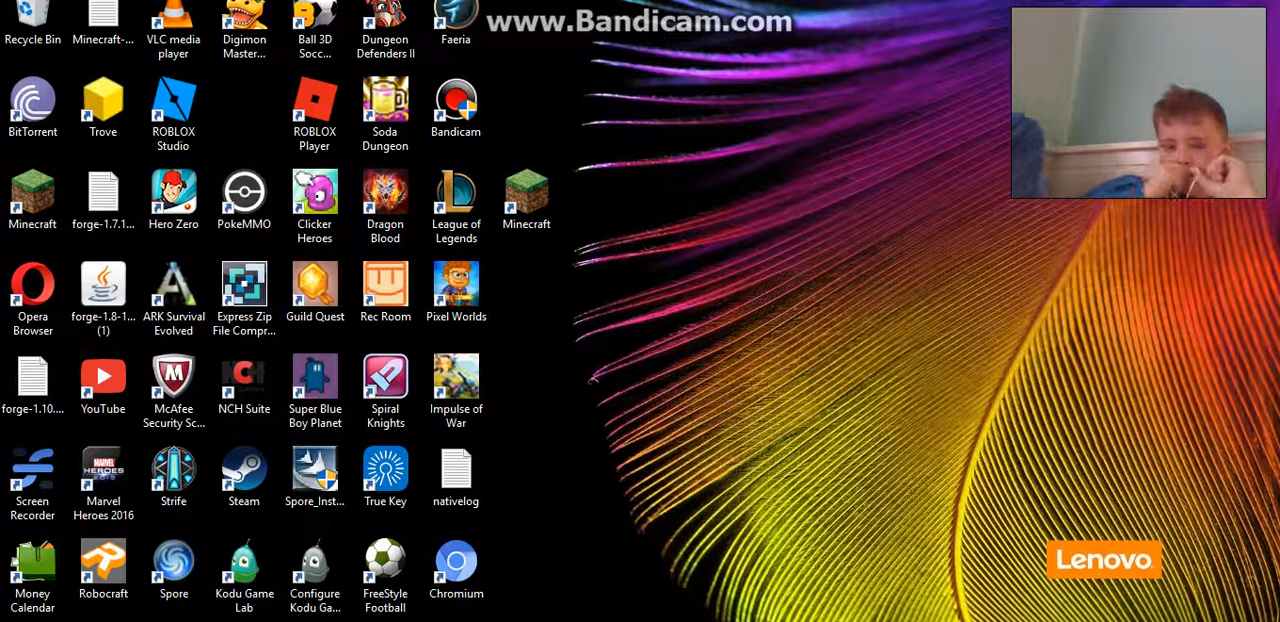 www.Bandicam.com
Recycle Bin
Minecraft-...
VLC media
player
Digimon
Master...
Ball 3D
Socc...
Dungeon
Defenders II
Faeria
BitTorrent
Trove
ROBLOX
Studio
ROBLOX
Player
Soda
Dungeon
Bandicam
Minecraft
forge-1.7.1...
Hero Zero
PokeMMO
Clicker
Heroes
Dragon
Blood
League of
Legends
Minecraft
Opera
Browser
forge-1.8-1...
(1)
ARK Survival
Evolved
Express Zip
File Compr...
Guild Quest
Rec Room
Pixel Worlds
forge-1.10....
YouTube
McAfee
Security Sc...
NCH
NCH Suite
Super Blue
Boy Planet
Spiral
Knights
Impulse of
War
Screen
Recorder
MARVEL
HEROES
Marvel
Heroes 2016
Strife
Steam
Spore_Inst...
True Key
nativelog
Money
Calendar
Robocraft
Spore
Kodu Game
Lab
Configure
Kodu Ga...
FreeStyle
Football
Chromium
Lenovo